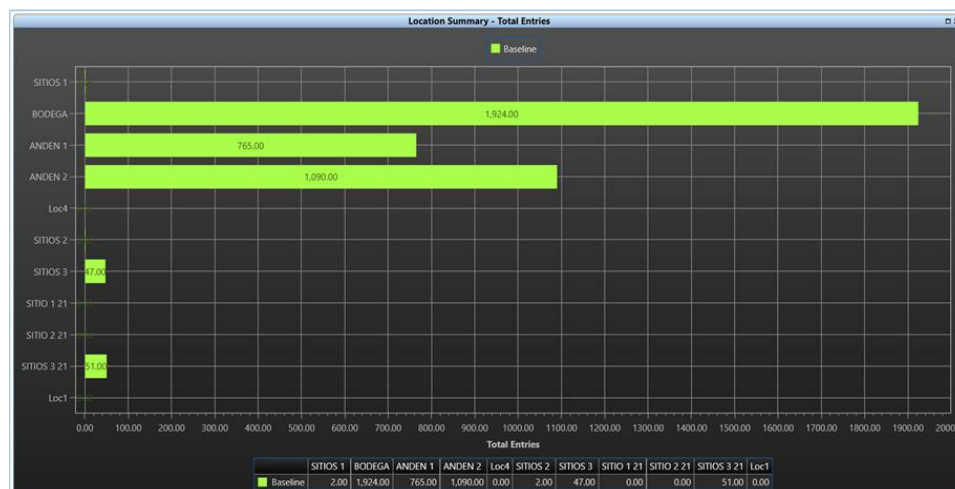 Location Summary - Total Entries
Baseline
SITIOS 1
BODEGA 1,924.00
ANDEN 1 765.00
ANDEN 2 1,090.00
Loc4
SITIOS 2
SITIOS 3 47.00
SITIO 1 21
SITIO 2 21
SITIOS 3 21 51.00
Loc1
0.00 100.00 200.00 300.00 400.00 500.00 600.00 700.00 800.00 900.00 1000.00 1100.00 1200.00 1300.00 1400.00 1500.00 1600.00 1700.00 1800.00 1900.00
Total Entries
SITIOS 1 BODEGA ANDEN 1 ANDEN 2 Loc4 SITIOS 2 SITIOS 3 SITIO 1 21 SITIO 2 21 SITIOS 3 21 Loc1
Baseline 2.00 1,924.00 765.00 1,090.00 0.00 2.00 47.00 0.00 0.00 51.00 0.00